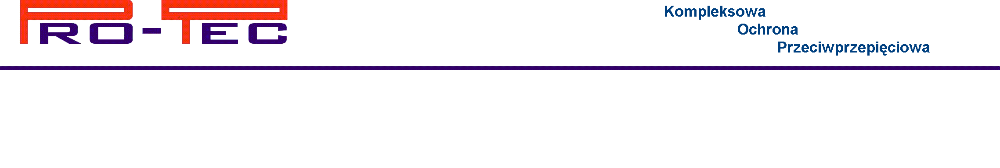 PRO-TEC
Kompleksowa
Ochrona
Przeciwprzepięciowa